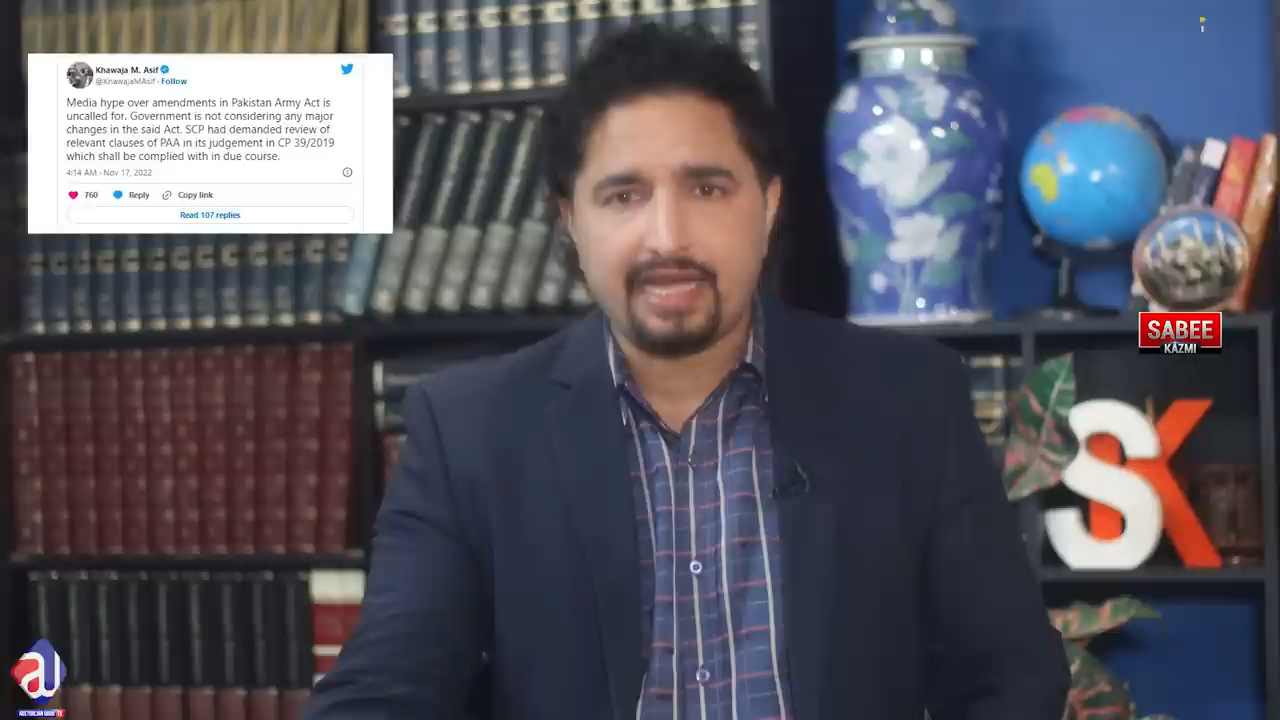 Khawaja M. Asif
@KhawajaMAsif · Follow
Media hype over amendments in Pakistan Army Act is
uncalled for. Government is not considering any major
changes in the said Act. SCP had demanded review of
relevant clauses of PAA in its judgement in CP 39/2019
which shall be complied with in due course.
4:14 AM · Nov 17, 2022
760 Reply Copy link
Read 107 replies
SABEE
KAZMI
SK